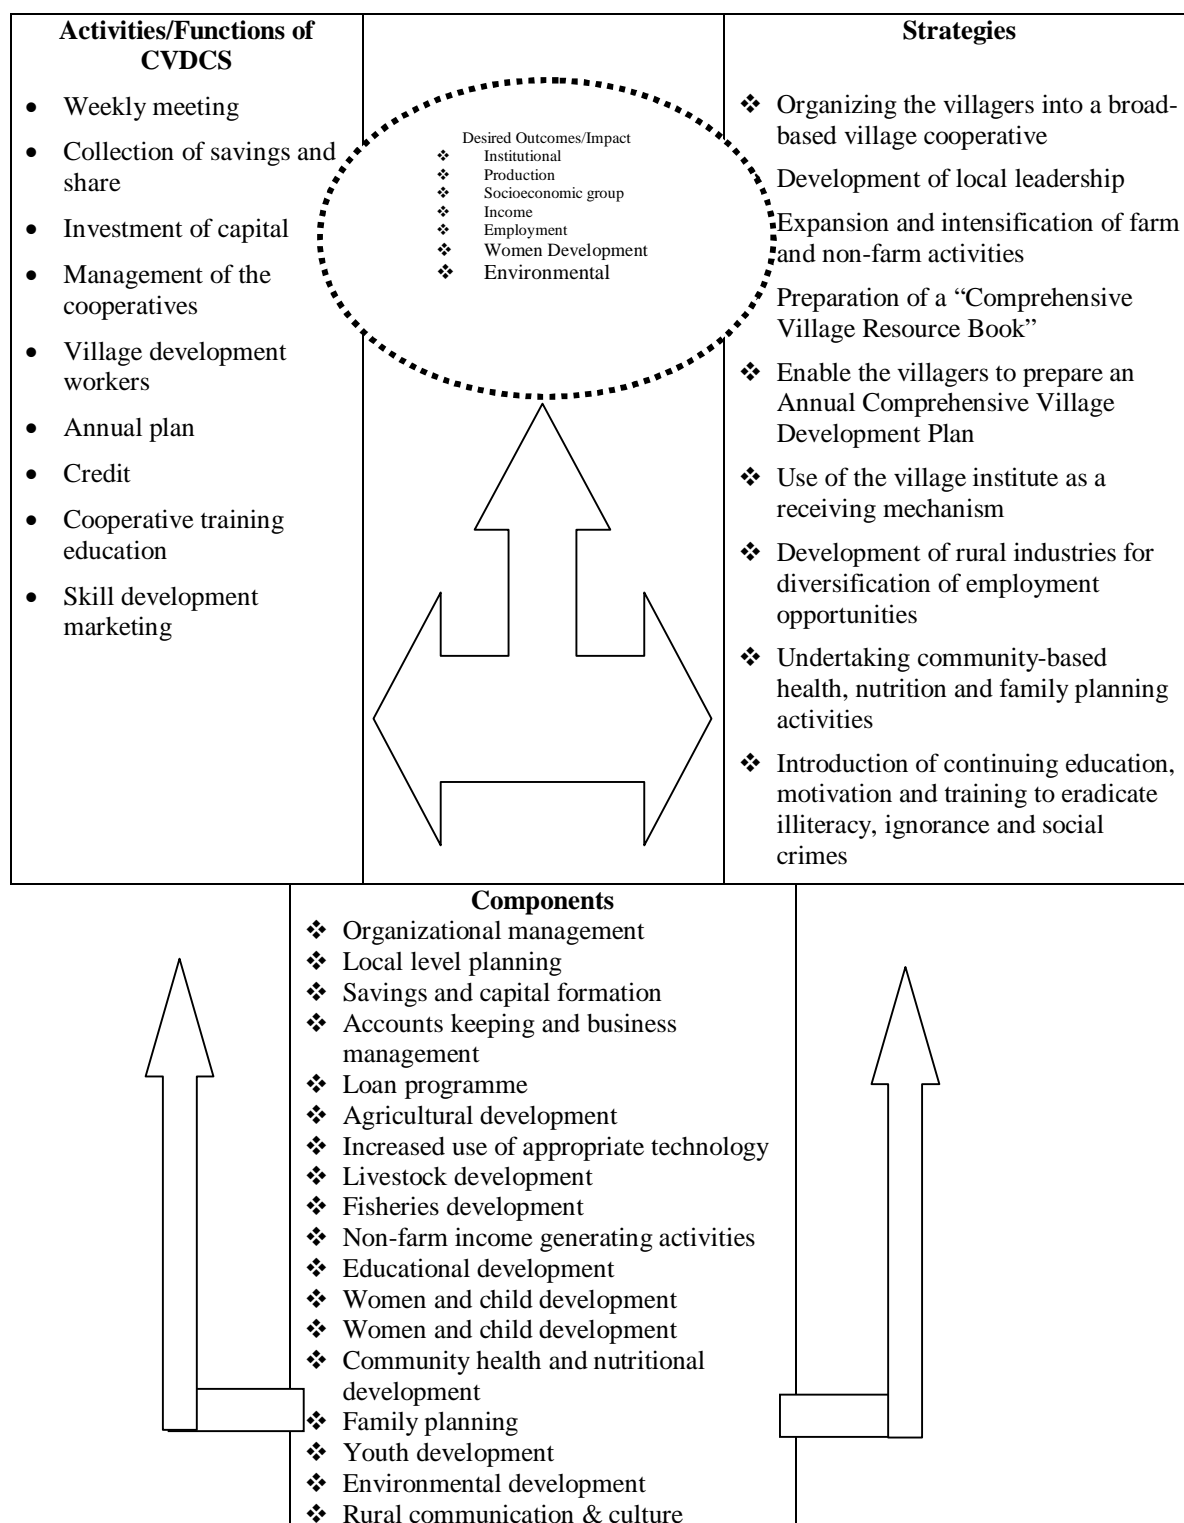 Activities/Functions of
CVDCS
• Weekly meeting
• Collection of savings and
share
• Investment of capital
• Management of the
cooperatives
• Village development
workers
• Annual plan
• Credit
• Cooperative training
education
• Skill development
marketing
Desired Outcomes/Impact
❖ Institutional
❖ Production
❖ Socioeconomic group
❖ Income
❖ Employment
❖ Women Development
❖ Environmental
Strategies
❖ Organizing the villagers into a broad-
based village cooperative
Development of local leadership
Expansion and intensification of farm
and non-farm activities
Preparation of a “Comprehensive
Village Resource Book”
❖ Enable the villagers to prepare an
Annual Comprehensive Village
Development Plan
❖ Use of the village institute as a
receiving mechanism
❖ Development of rural industries for
diversification of employment
opportunities
❖ Undertaking community-based
health, nutrition and family planning
activities
❖ Introduction of continuing education,
motivation and training to eradicate
illiteracy, ignorance and social
crimes
Components
❖ Organizational management
❖ Local level planning
❖ Savings and capital formation
❖ Accounts keeping and business
management
❖ Loan programme
❖ Agricultural development
❖ Increased use of appropriate technology
❖ Livestock development
❖ Fisheries development
❖ Non-farm income generating activities
❖ Educational development
❖ Women and child development
❖ Women and child development
❖ Community health and nutritional
development
❖ Family planning
❖ Youth development
❖ Environmental development
❖ Rural communication & culture